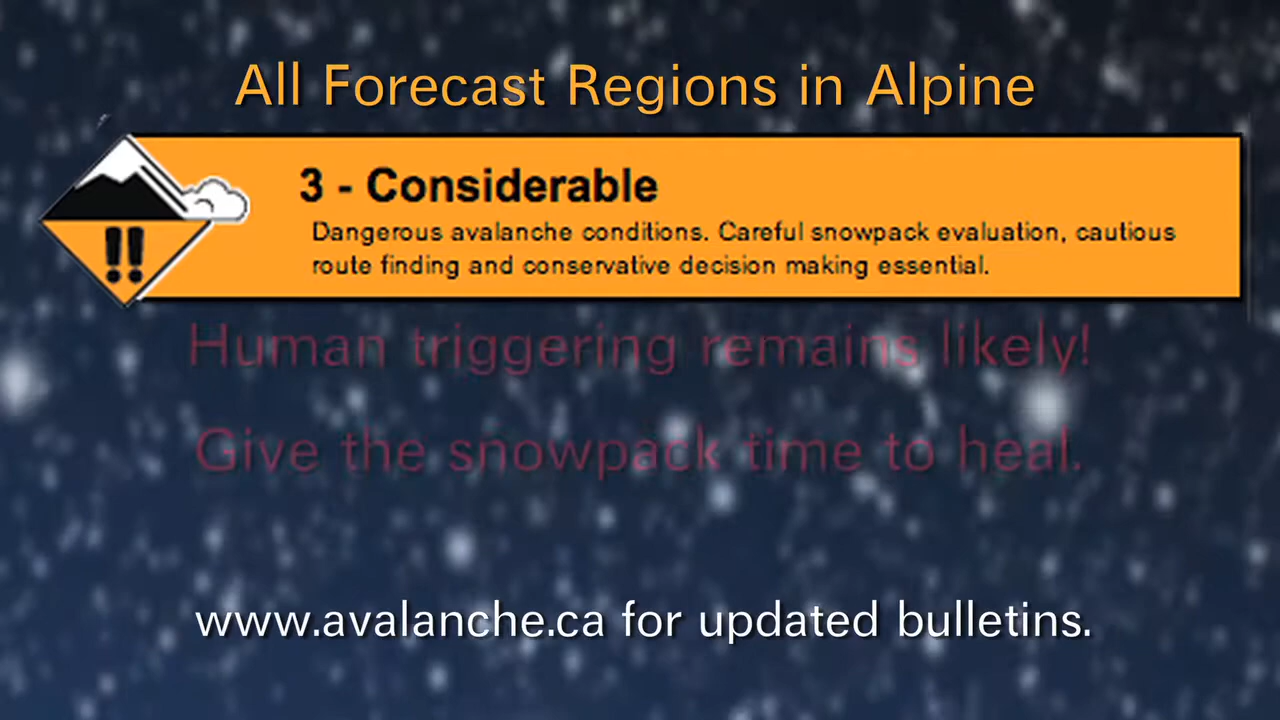 All Forecast Regions in Alpine
3 - Considerable
Dangerous avalanche conditions. Careful snowpack evaluation, cautious
route finding and conservative decision making essential.
!!
Human triggering remains likely!
Give the snowpack time to heal.
www.avalanche.ca for updated bulletins.